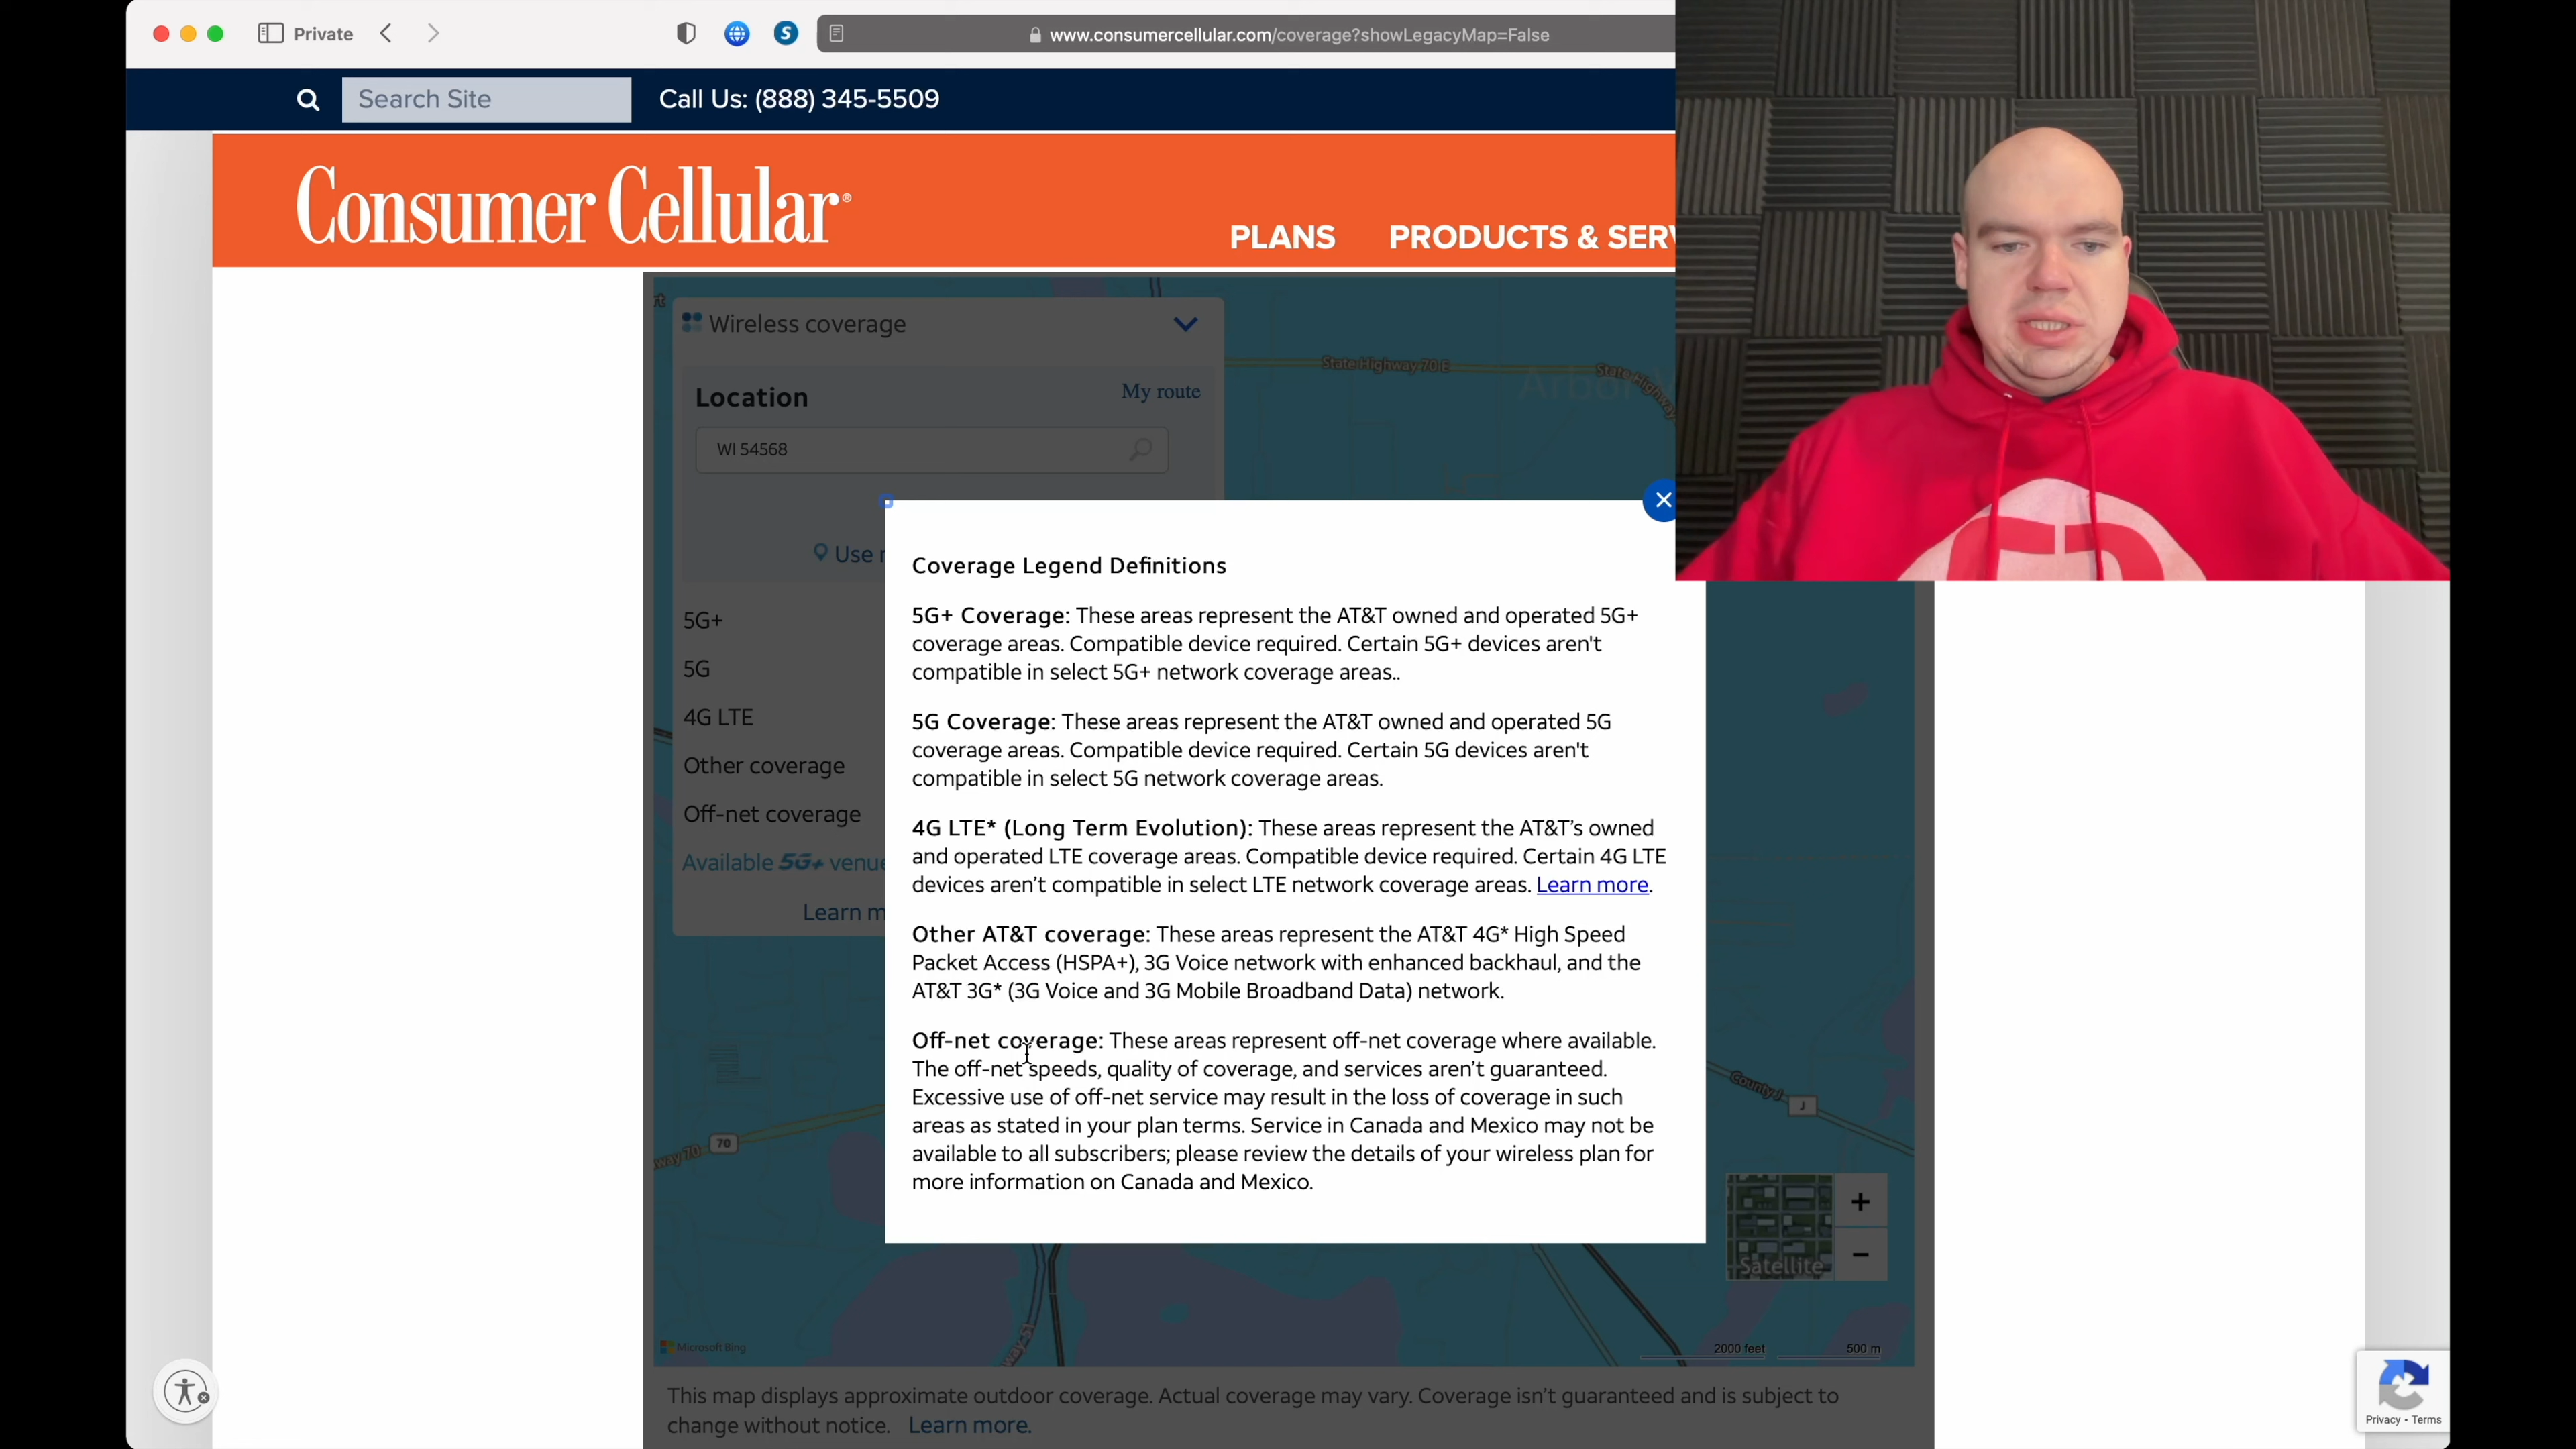 Private
www.consumercellular.com/coverage?showLegacyMap=False
Search Site
Call Us: (888) 345-5509
Consumer Cellular®
PLANS
PRODUCTS & SERV
Wireless coverage
Location
My route
WI 54568
Use
5G+
5G
4G LTE
Other coverage
Off-net coverage
Available 5G+ venue
Learn m
State Highway 70 E
State Highway 70
Arbor
Coverage Legend Definitions
5G+ Coverage: These areas represent the AT&T owned and operated 5G+
coverage areas. Compatible device required. Certain 5G+ devices aren't
compatible in select 5G+ network coverage areas..
5G Coverage: These areas represent the AT&T owned and operated 5G
coverage areas. Compatible device required. Certain 5G devices aren't
compatible in select 5G network coverage areas.
4G LTE* (Long Term Evolution): These areas represent the AT&T's owned
and operated LTE coverage areas. Compatible device required. Certain 4G LTE
devices aren't compatible in select LTE network coverage areas. Learn more.
Other AT&T coverage: These areas represent the AT&T 4G* High Speed
Packet Access (HSPA+), 3G Voice network with enhanced backhaul, and the
AT&T 3G* (3G Voice and 3G Mobile Broadband Data) network.
Off-net coverage: These areas represent off-net coverage where available.
The off-net speeds, quality of coverage, and services aren't guaranteed.
Excessive use of off-net service may result in the loss of coverage in such
areas as stated in your plan terms. Service in Canada and Mexico may not be
available to all subscribers; please review the details of your wireless plan for
more information on Canada and Mexico.
County J
J
way 70
70
way 51
Satellite
+
−
Microsoft Bing
2000 feet
500 m
This map displays approximate outdoor coverage. Actual coverage may vary. Coverage isn't guaranteed and is subject to
change without notice. Learn more.
Privacy - Terms